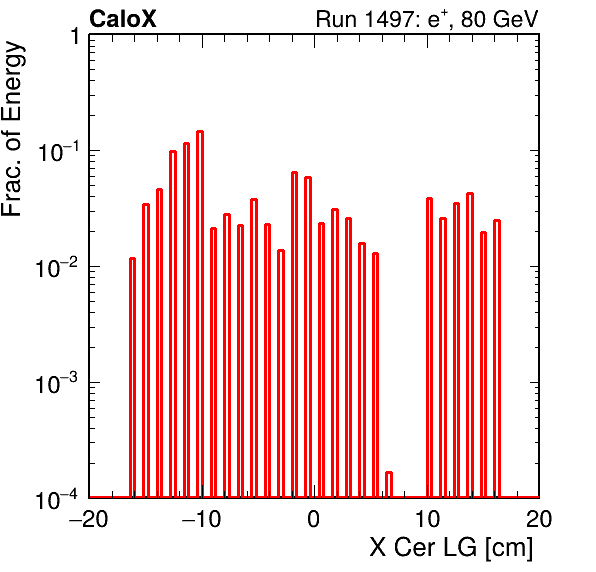 CaloX Run 1497: e⁺, 80 GeV
Frac. of Energy
1
10⁻¹
10⁻²
10⁻³
10⁻⁴
−20 −10 0 10 20
X Cer LG [cm]